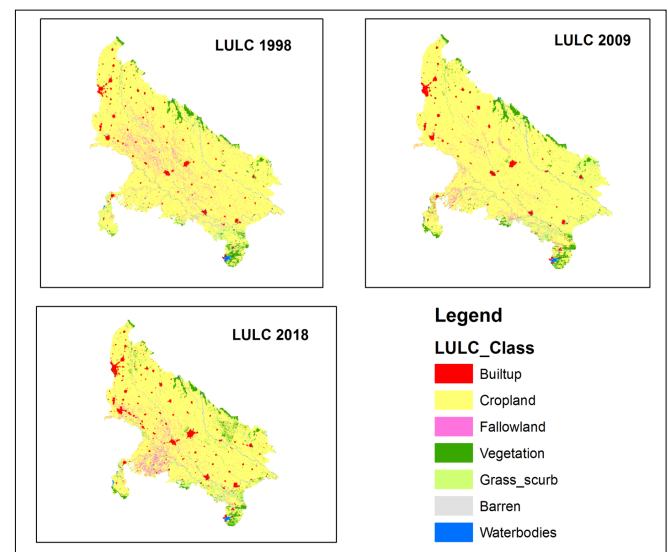 LULC 1998
LULC 2009
LULC 2018
Legend
LULC_Class
Builtup
Cropland
Fallowland
Vegetation
Grass_scurb
Barren
Waterbodies